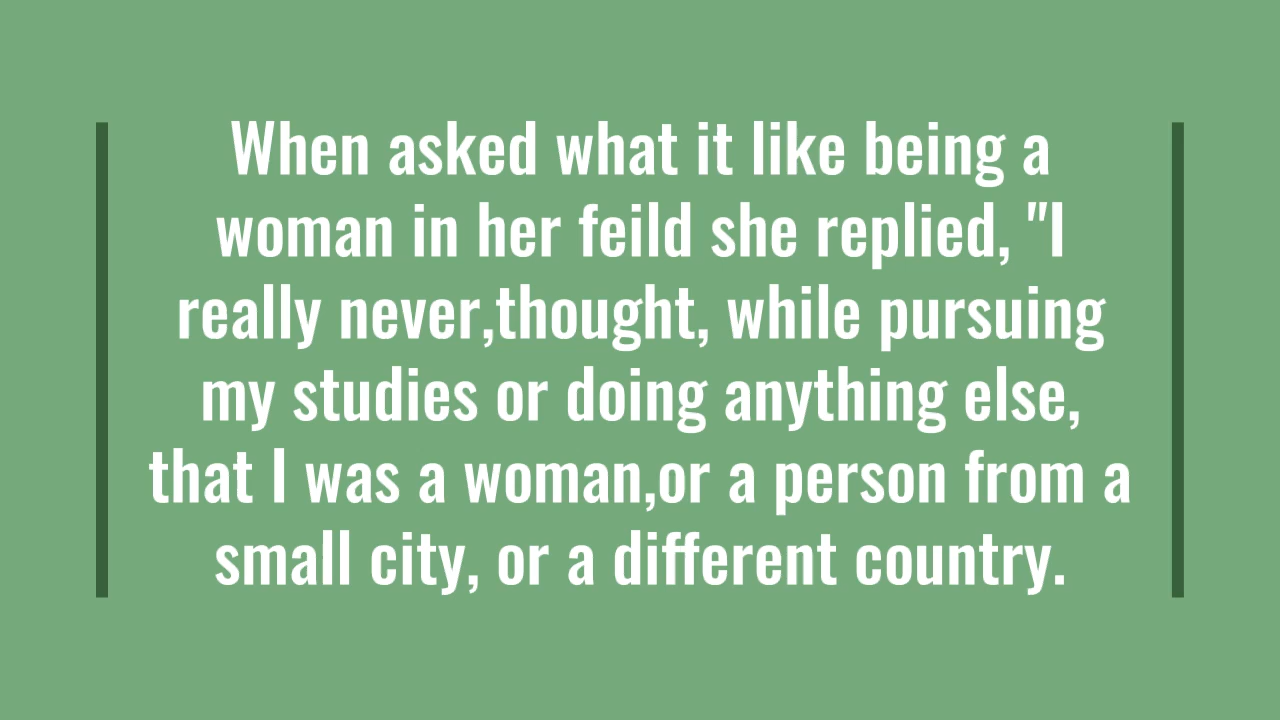 When asked what it like being a
woman in her feild she replied, "I
really never,thought, while pursuing
my studies or doing anything else,
that I was a woman,or a person from a
small city, or a different country.